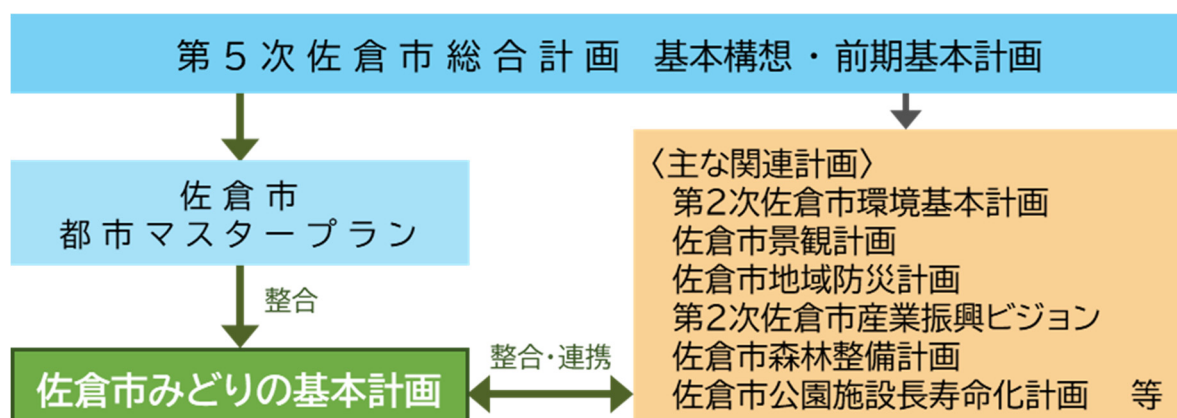 第5次佐倉市総合計画 基本構想・前期基本計画
佐倉市
都市マスタープラン
整合
佐倉市みどりの基本計画
整合・連携
〈主な関連計画〉
第2次佐倉市環境基本計画
佐倉市景観計画
佐倉市地域防災計画
第2次佐倉市産業振興ビジョン
佐倉市森林整備計画
佐倉市公園施設長寿命化計画 等